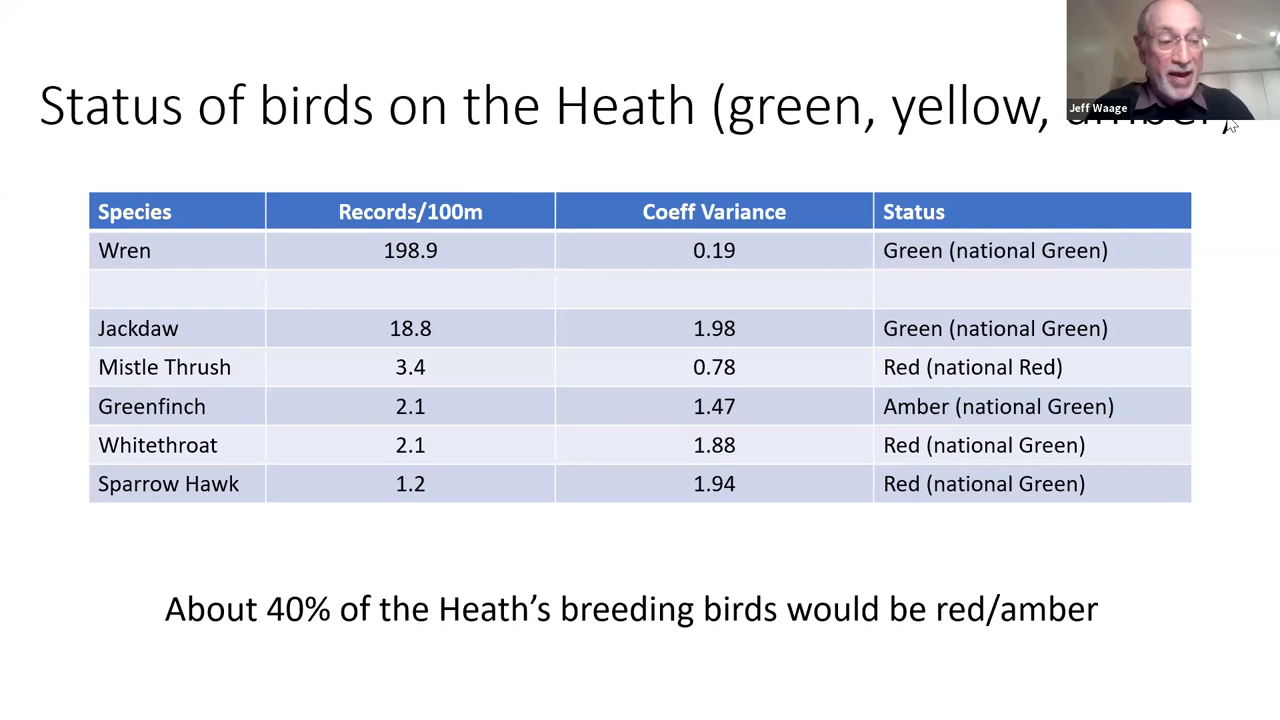 Status of birds on the Heath (green, yellow,
Jeff Waage
Species Records/100m Coeff Variance Status
Wren 198.9 0.19 Green (national Green)
Jackdaw 18.8 1.98 Green (national Green)
Mistle Thrush 3.4 0.78 Red (national Red)
Greenfinch 2.1 1.47 Amber (national Green)
Whitethroat 2.1 1.88 Red (national Green)
Sparrow Hawk 1.2 1.94 Red (national Green)
About 40% of the Heath’s breeding birds would be red/amber